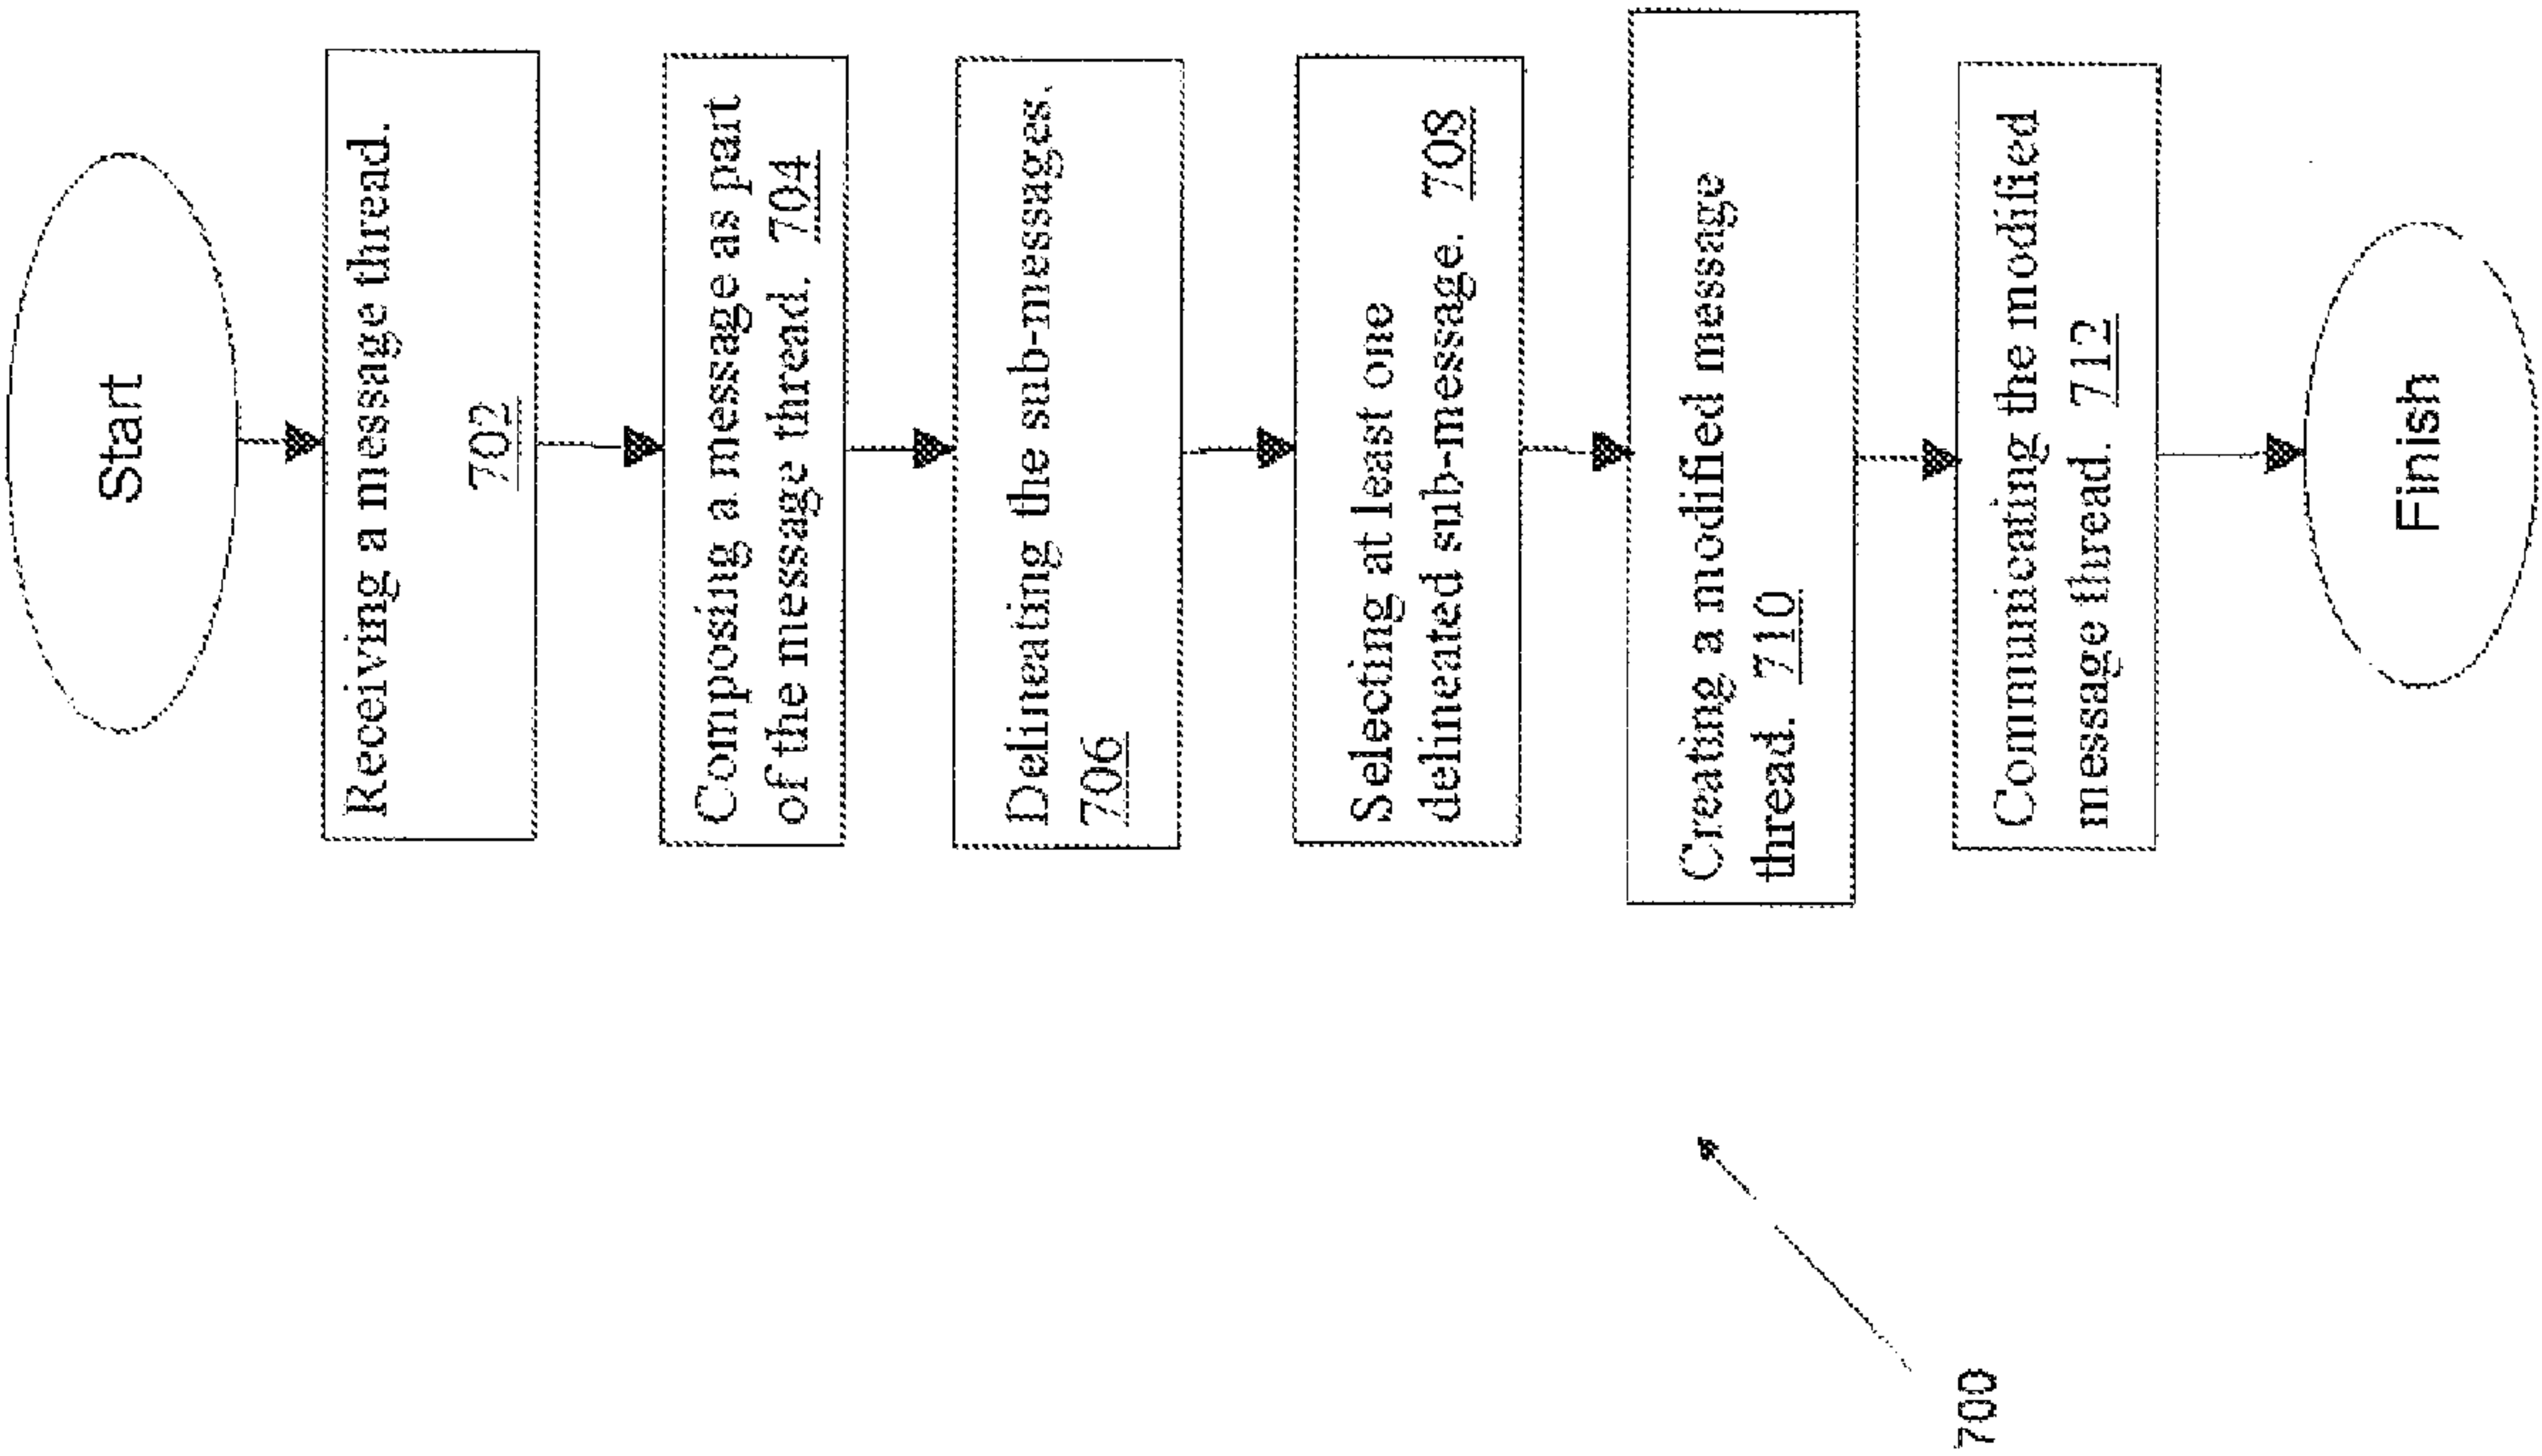 Start
Receiving a message thread.
702
Composing a message as part
of the message thread. 704
Delineating the sub-messages.
706
Selecting at least one
delineated sub-message. 708
Creating a modified message
thread. 710
Communicating the modified
message thread. 712
Finish
700